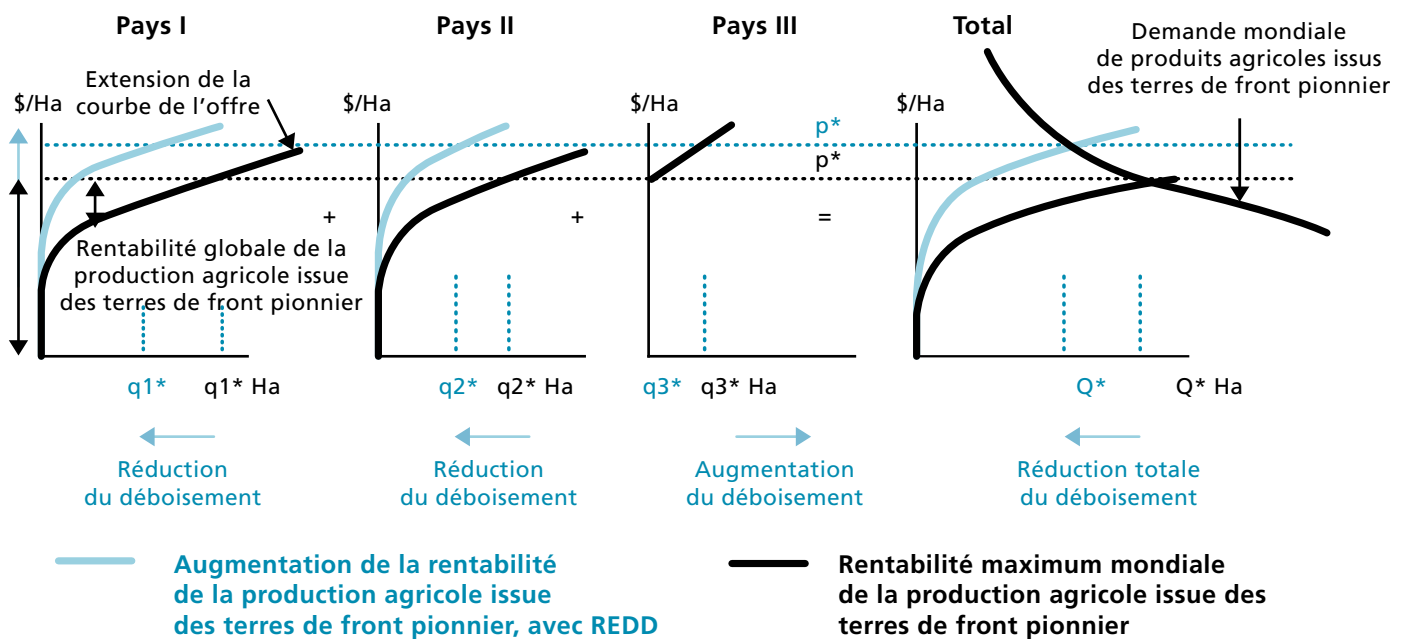 Pays I
Pays II
Pays III
Total
Demande mondiale
de produits agricoles issus
des terres de front pionnier
Extension de la
courbe de l'offre
$/Ha
$/Ha
$/Ha
$/Ha
p*
p*
+
+
=
Rentabilité globale de la
production agricole issue
des terres de front pionnier
q1* q1* Ha
q2* q2* Ha
q3* q3* Ha
Q* Q* Ha
Réduction
du déboisement
Réduction
du déboisement
Augmentation
du déboisement
Réduction totale
du déboisement
Augmentation de la rentabilité
de la production agricole issue
des terres de front pionnier, avec REDD
Rentabilité maximum mondiale
de la production agricole issue des
terres de front pionnier